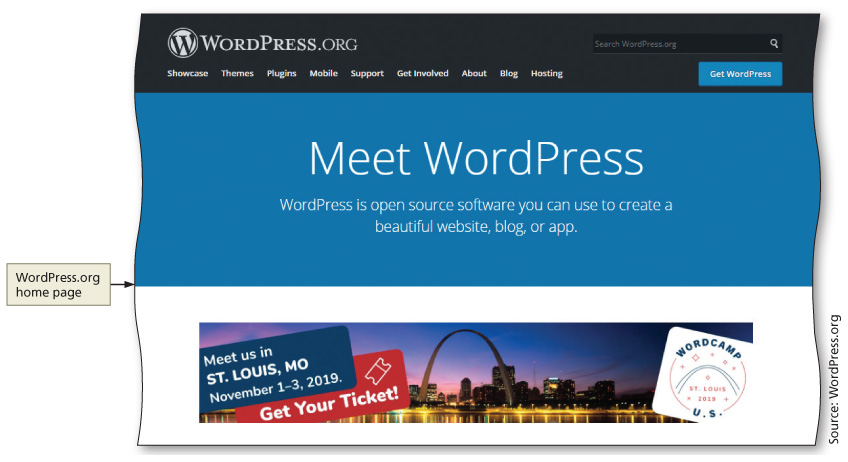 WORDPRESS.ORG
Search WordPress.org
Showcase Themes Plugins Mobile Support Get Involved About Blog Hosting
Get WordPress
Meet WordPress
WordPress is open source software you can use to create a
beautiful website, blog, or app.
WordPress.org
home page
Meet us in
ST. LOUIS, MO
November 1–3, 2019.
Get Your Ticket!
WORDCAMP
ST. LOUIS
2019
U.S.
Source: WordPress.org